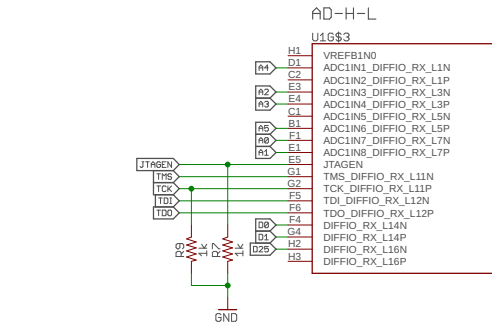 AD-H-L
U1G$3
H1 VREFB1N0
A4 D1 ADC1IN1_DIFFIO_RX_L1N
C2 ADC1IN2_DIFFIO_RX_L1P
A2 E3 ADC1IN3_DIFFIO_RX_L3N
A3 E4 ADC1IN4_DIFFIO_RX_L3P
C1 ADC1IN5_DIFFIO_RX_L5N
A5 B1 ADC1IN6_DIFFIO_RX_L5P
A0 F1 ADC1IN7_DIFFIO_RX_L7N
A1 E1 ADC1IN8_DIFFIO_RX_L7P
JTAGEN E5 JTAGEN
TMS G1 TMS_DIFFIO_RX_L11N
TCK G2 TCK_DIFFIO_RX_L11P
TDI F5 TDI_DIFFIO_RX_L12N
TDO F6 TDO_DIFFIO_RX_L12P
D0 F4 DIFFIO_RX_L14N
D1 G4 DIFFIO_RX_L14P
D25 H2 DIFFIO_RX_L16N
H3 DIFFIO_RX_L16P
R9
1k
R7
1k
GND